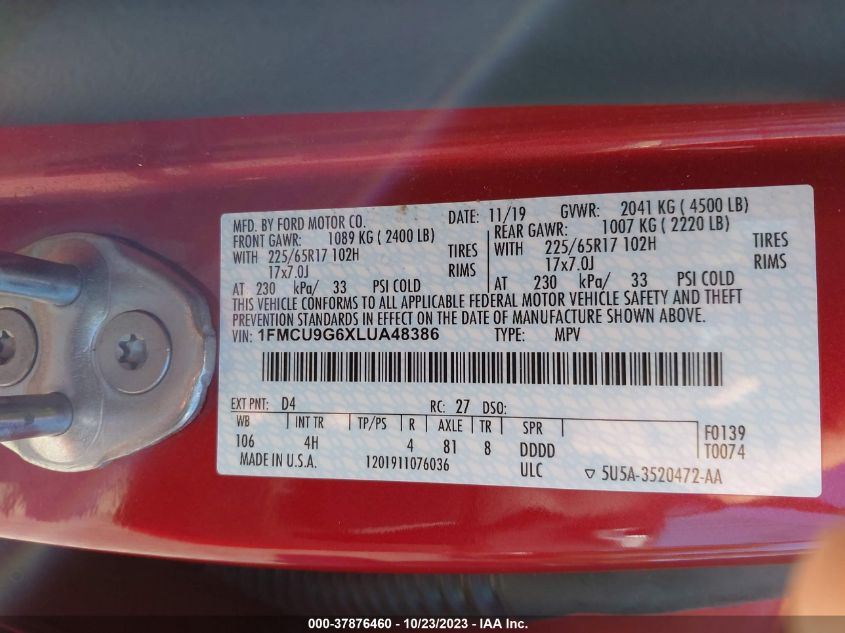 MFD. BY FORD MOTOR CO. DATE: 11/19 GVWR: 2041 KG ( 4500 LB)
FRONT GAWR: 1089 KG ( 2400 LB) REAR GAWR: 1007 KG ( 2220 LB)
WITH 225/65R17 102H TIRES WITH 225/65R17 102H TIRES
17x7.0J RIMS 17x7.0J RIMS
AT 230 kPa/ 33 PSI COLD AT 230 kPa/ 33 PSI COLD
THIS VEHICLE CONFORMS TO ALL APPLICABLE FEDERAL MOTOR VEHICLE SAFETY AND THEFT
PREVENTION STANDARDS IN EFFECT ON THE DATE OF MANUFACTURE SHOWN ABOVE.
VIN: 1FMCU9G6XLUA48386 TYPE: MPV
EXT PNT: D4 RC: 27 DSO:
WB INT TR TP/PS R AXLE TR SPR F0139
106 4H 4 81 8 DDDD T0074
MADE IN U.S.A. 1201911076036 ULC ▽ 5U5A-3520472-AA
000-37876460 - 10/23/2023 - IAA Inc.